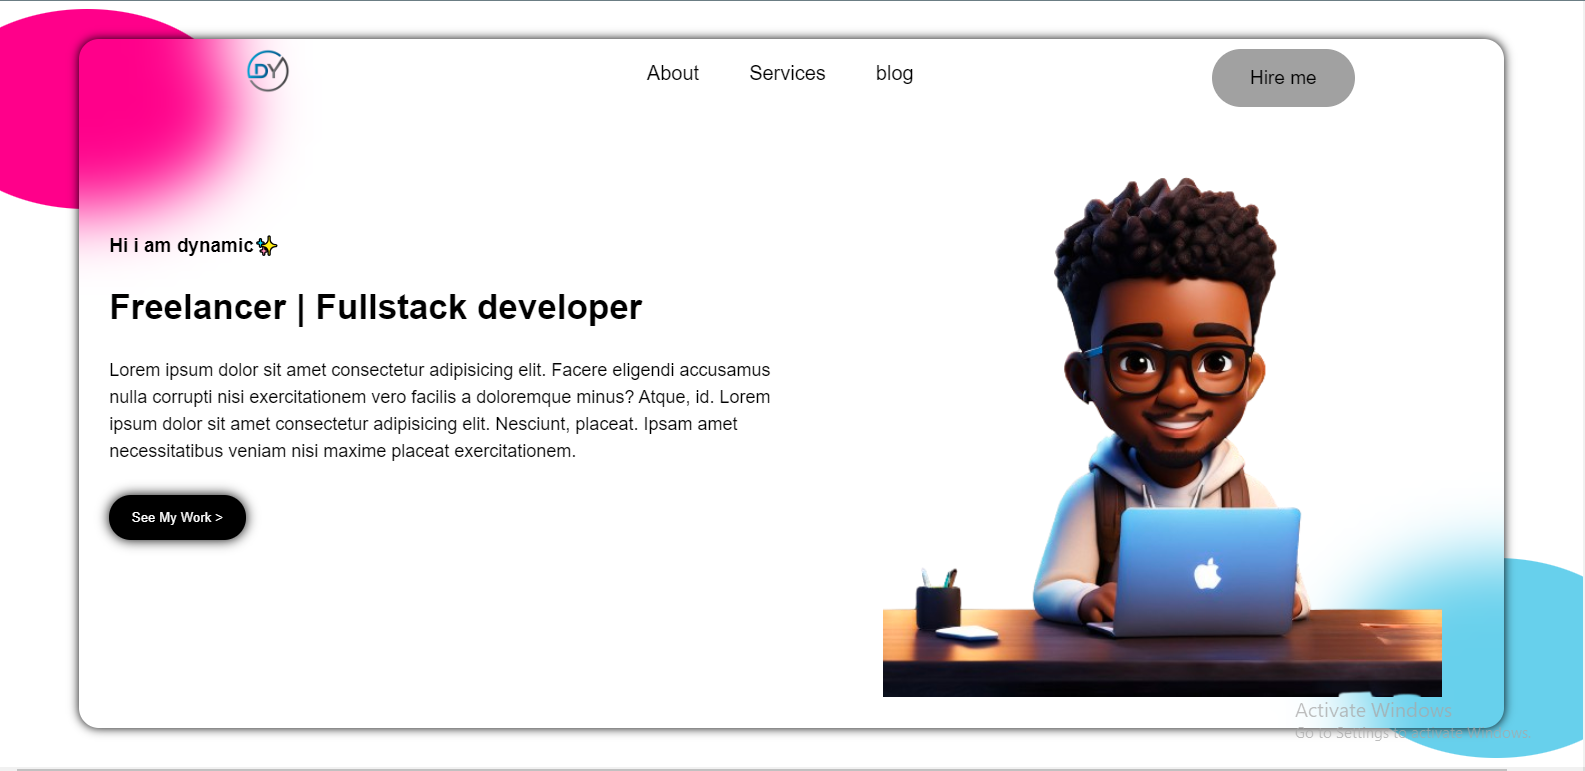 DY
About Services blog
Hire me
Hi i am dynamic✨
Freelancer | Fullstack developer
Lorem ipsum dolor sit amet consectetur adipisicing elit. Facere eligendi accusamus
nulla corrupti nisi exercitationem vero facilis a doloremque minus? Atque, id. Lorem
ipsum dolor sit amet consectetur adipisicing elit. Nesciunt, placeat. Ipsam amet
necessitatibus veniam nisi maxime placeat exercitationem.
See My Work >
Activate Windows
Go to Settings to activate Windows.